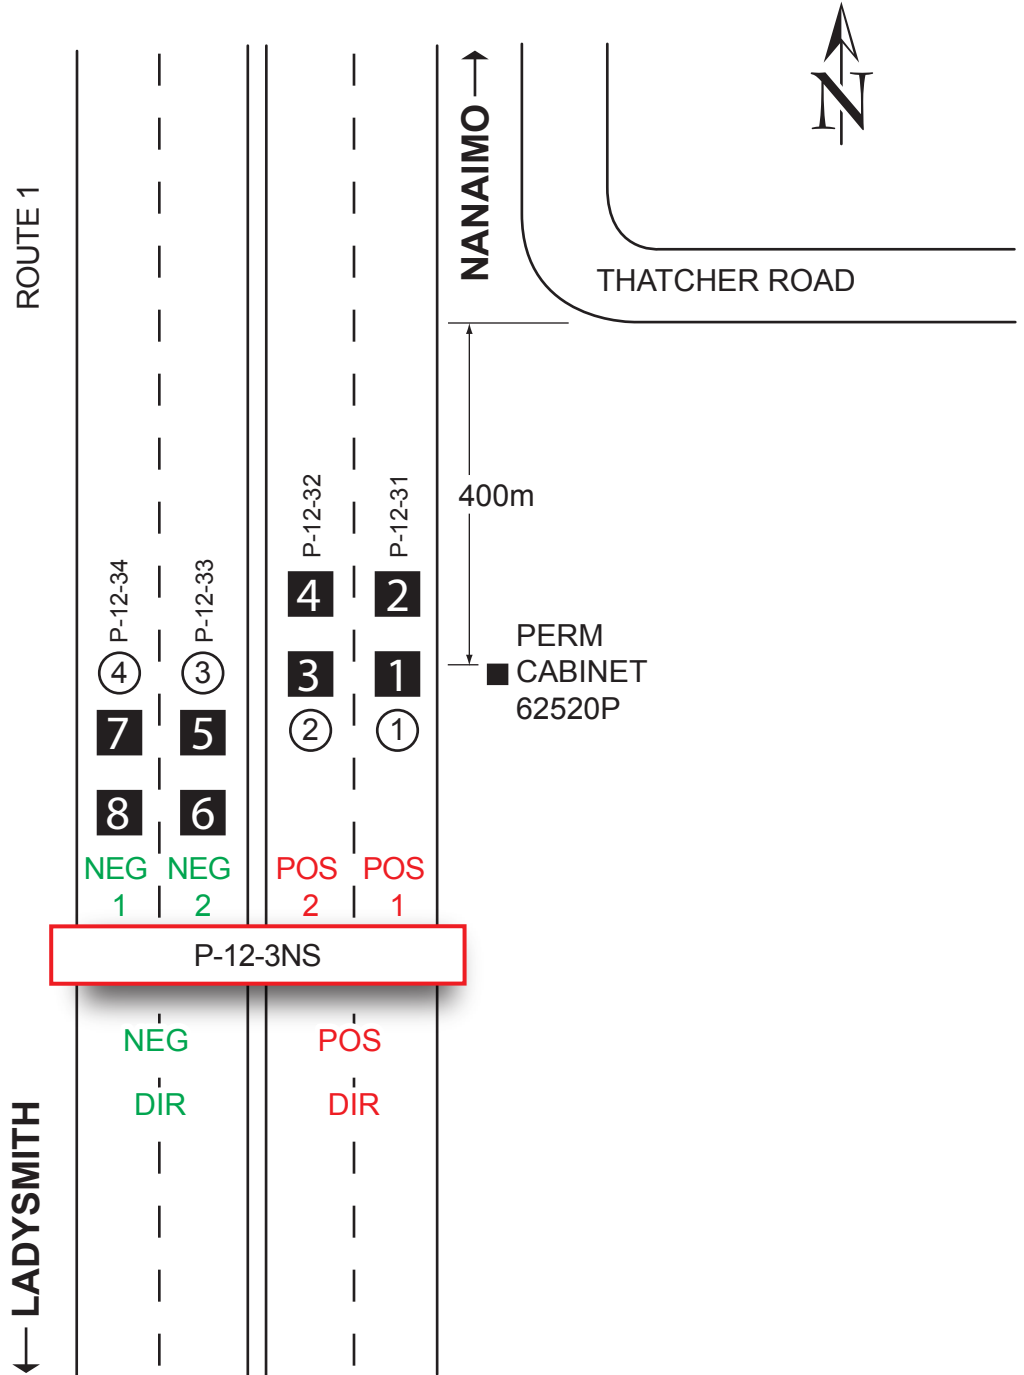 N
NANAIMO
ROUTE 1
THATCHER ROAD
400m
P-12-34
P-12-33
P-12-32
P-12-31
4 2
3 1
4 3
2 1
7 5
8 6
PERM
CABINET
62520P
NEG NEG POS POS
1 2 2 1
P-12-3NS
NEG POS
DIR DIR
LADYSMITH